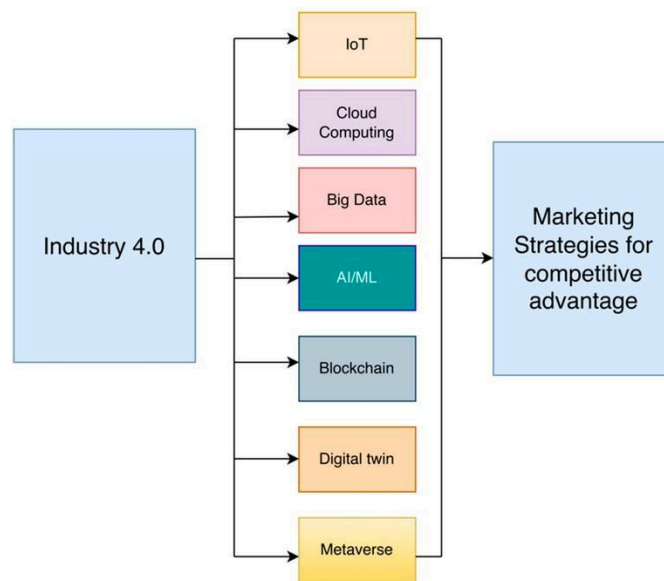 IoT
Cloud
Computing
Big Data
Industry 4.0
AI/ML
Blockchain
Digital twin
Metaverse
Marketing
Strategies for
competitive
advantage